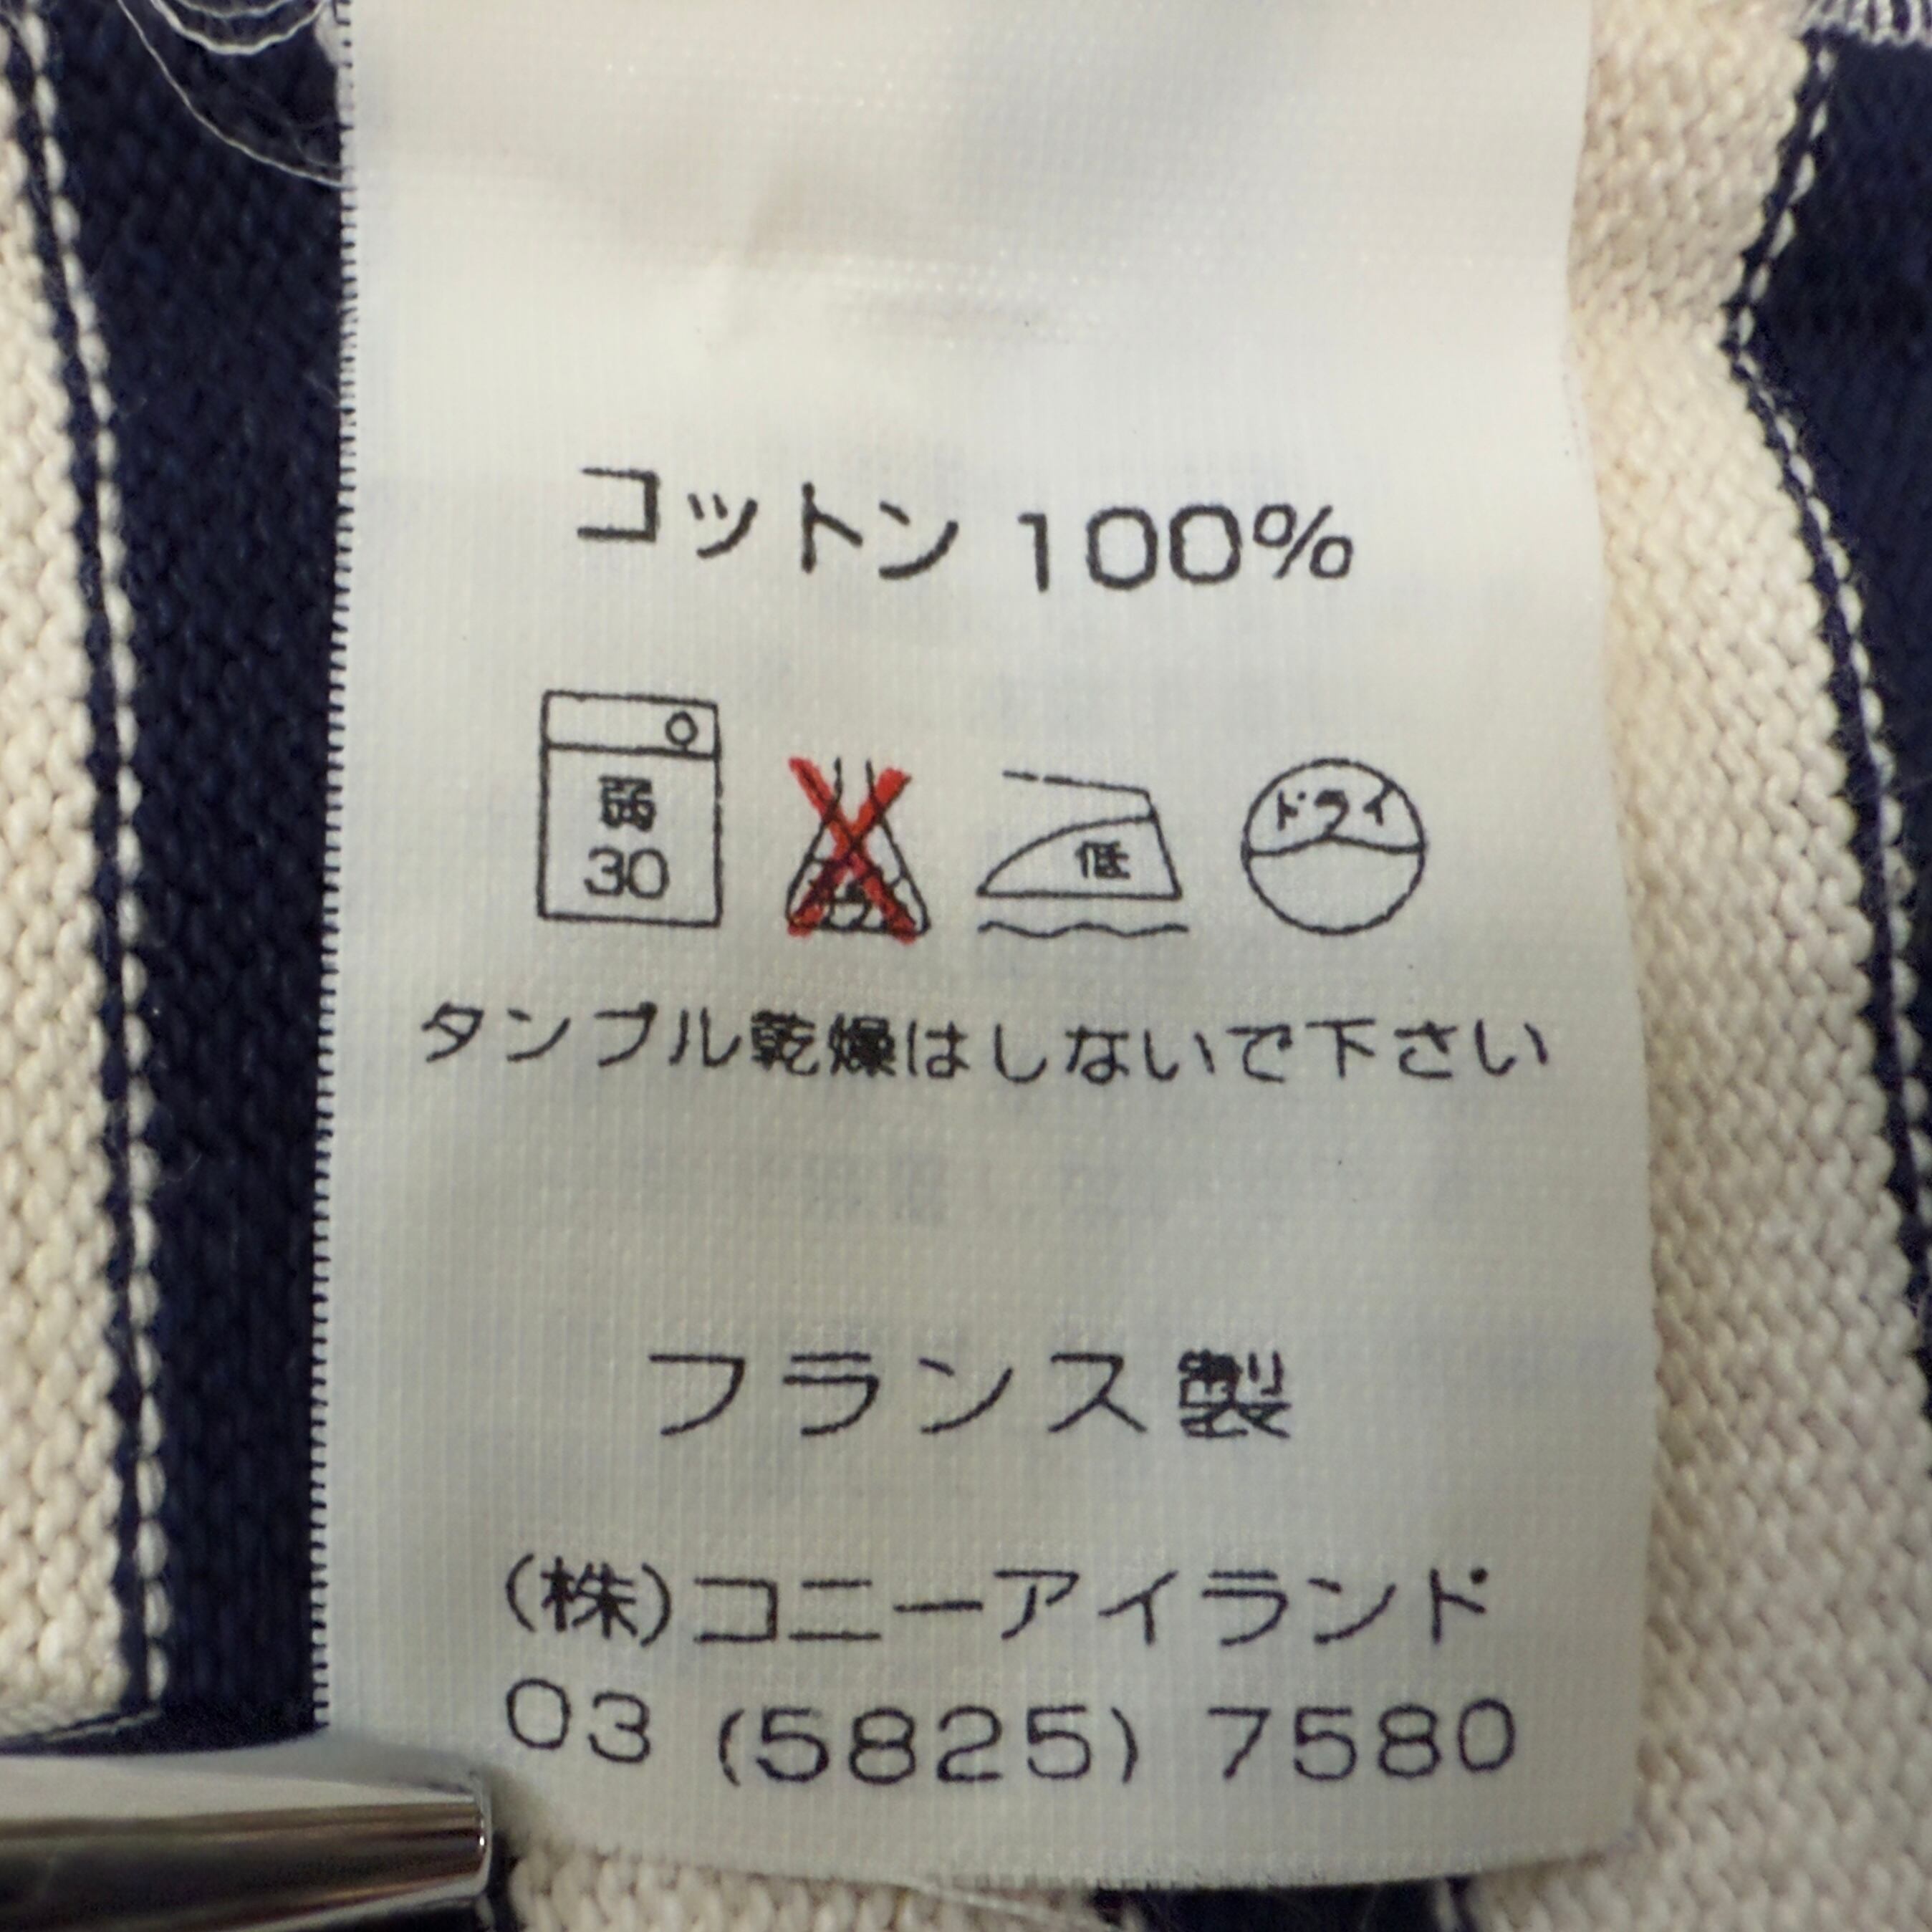 コットン 100%
弱
30
低
ドライ
タンブル乾燥はしないで下さい
フランス製
(株)コニーアイランド
03 (5825) 7580